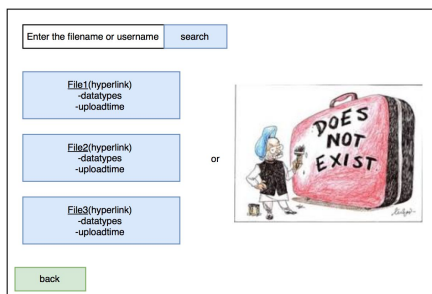 Enter the filename or username search
File1(hyperlink)
-datatypes
-uploadtime
File2(hyperlink)
-datatypes
-uploadtime
or
DOES
NOT
EXIST
File3(hyperlink)
-datatypes
-uploadtime
back